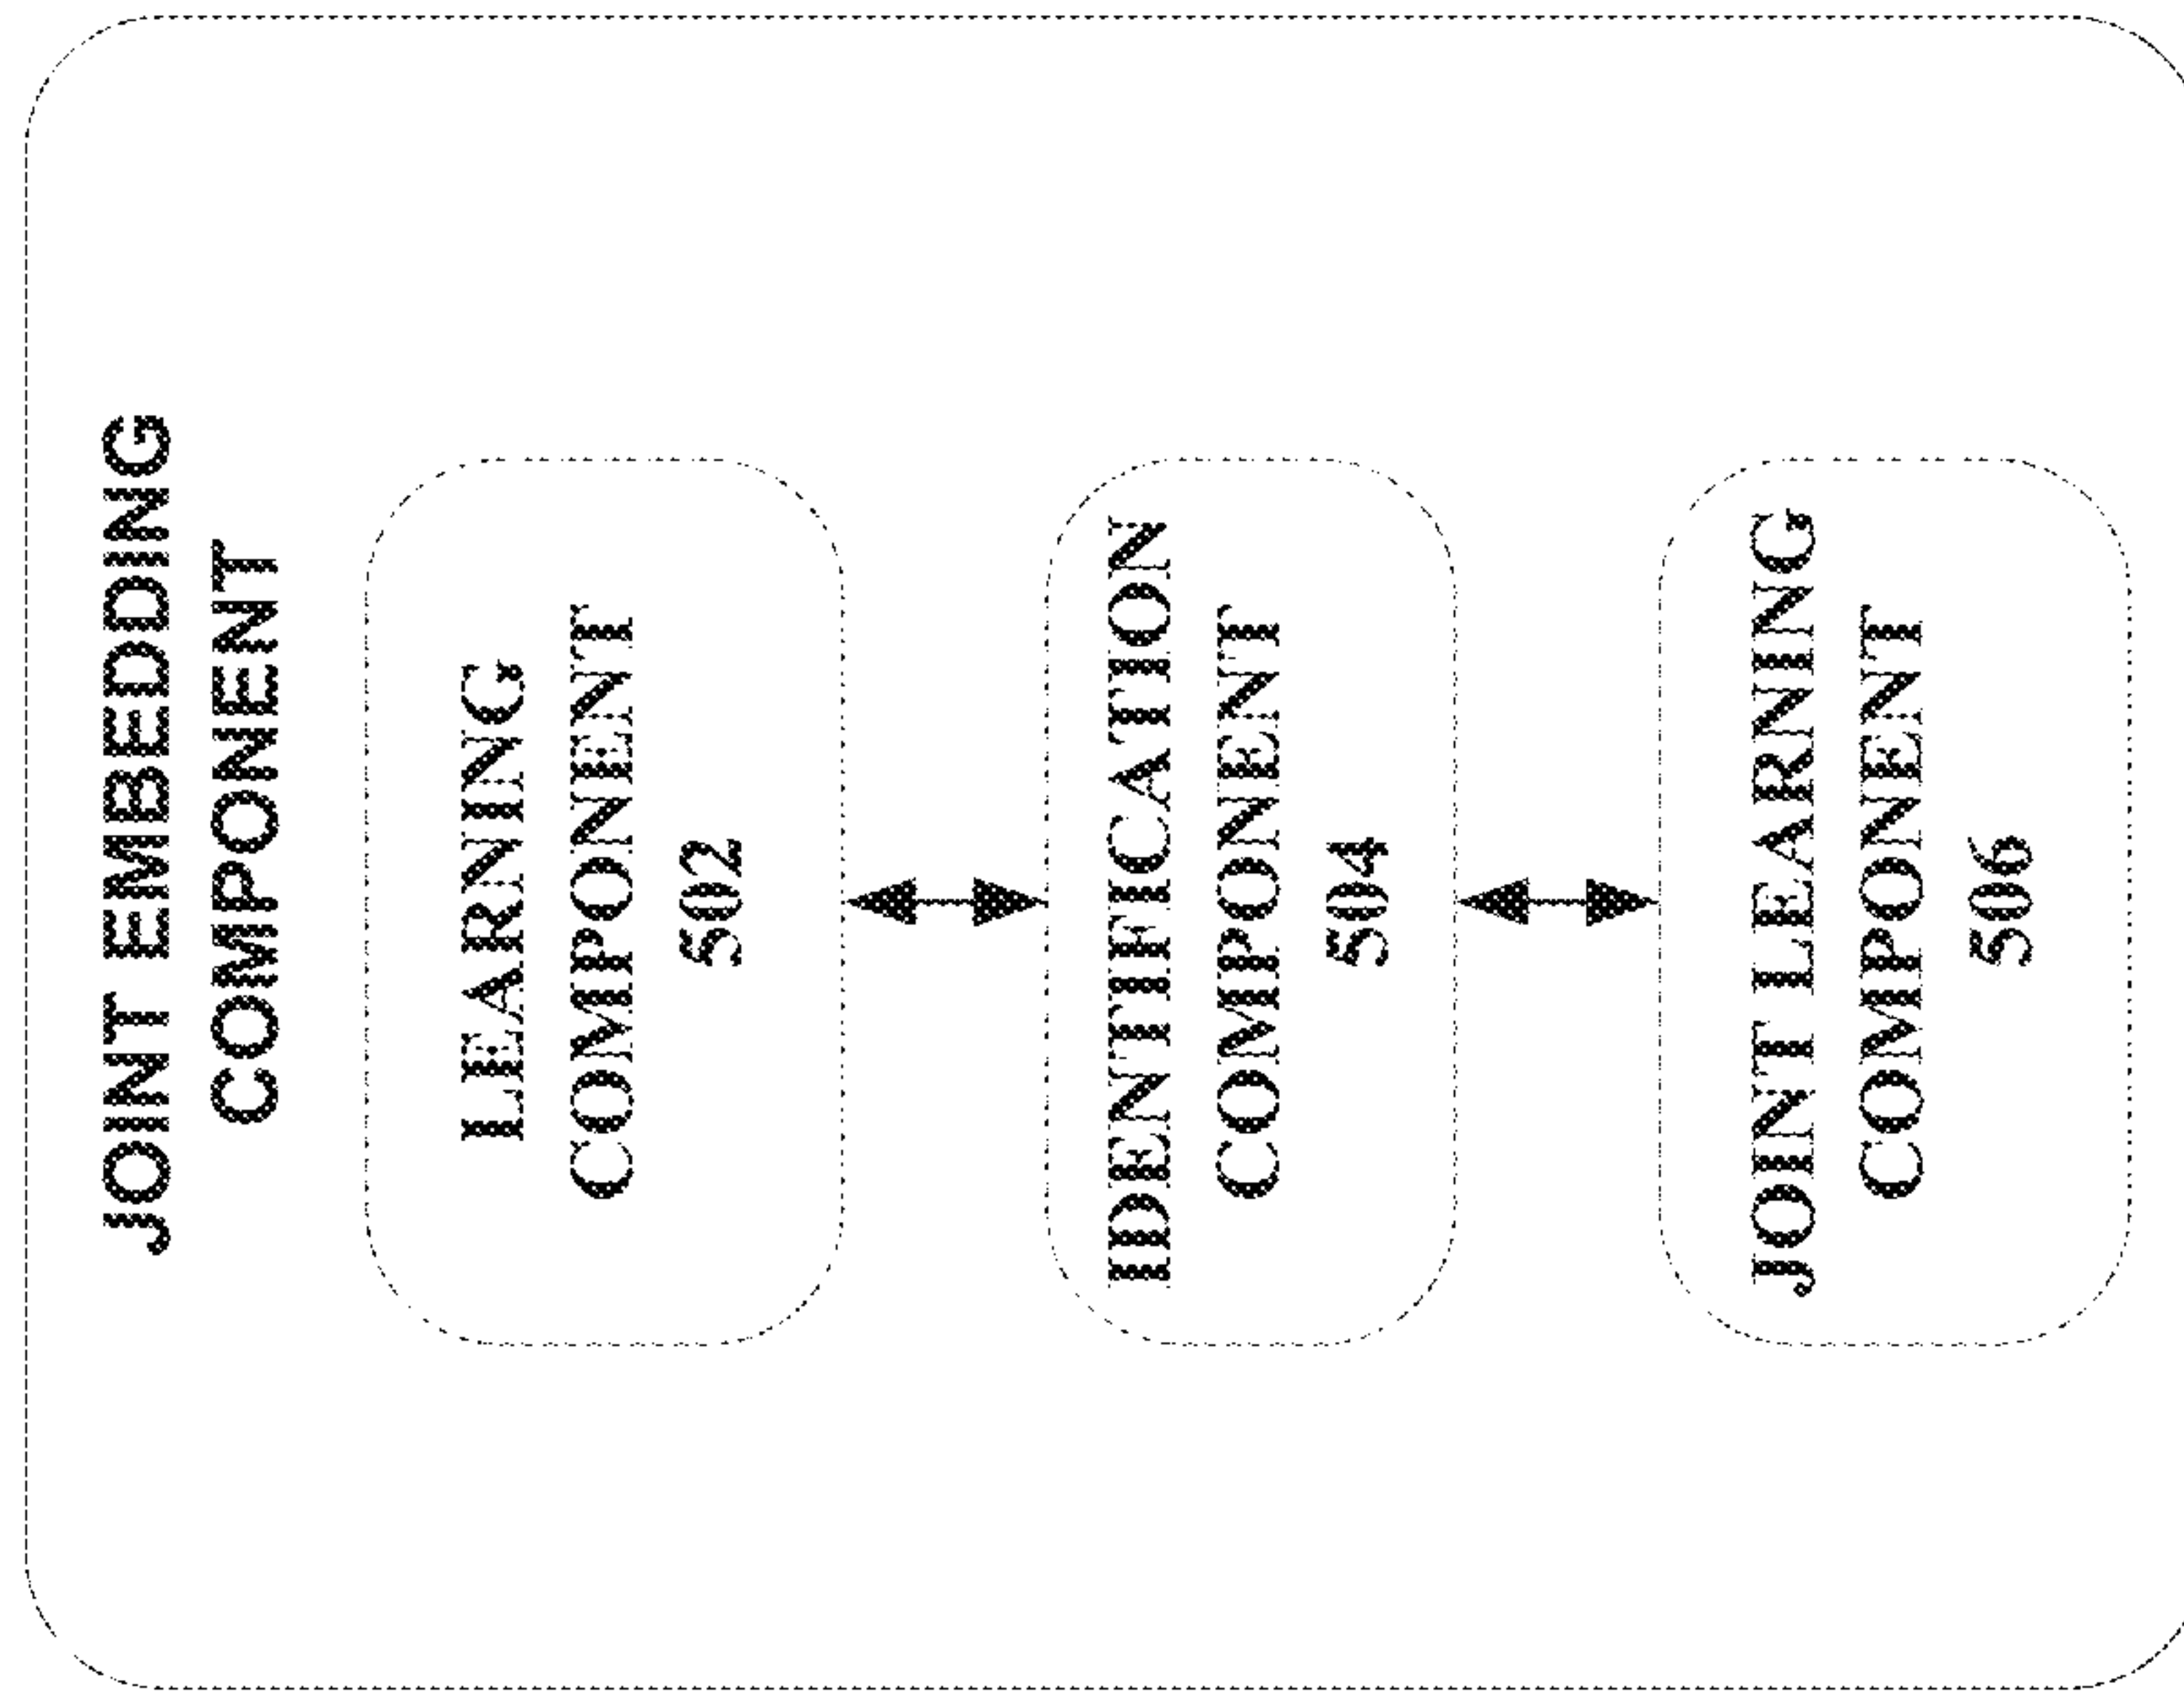 JOINT EMBEDDING
COMPONENT
LEARNING
COMPONENT
502
IDENTIFICATION
COMPONENT
504
JOINT LEARNING
COMPONENT
506